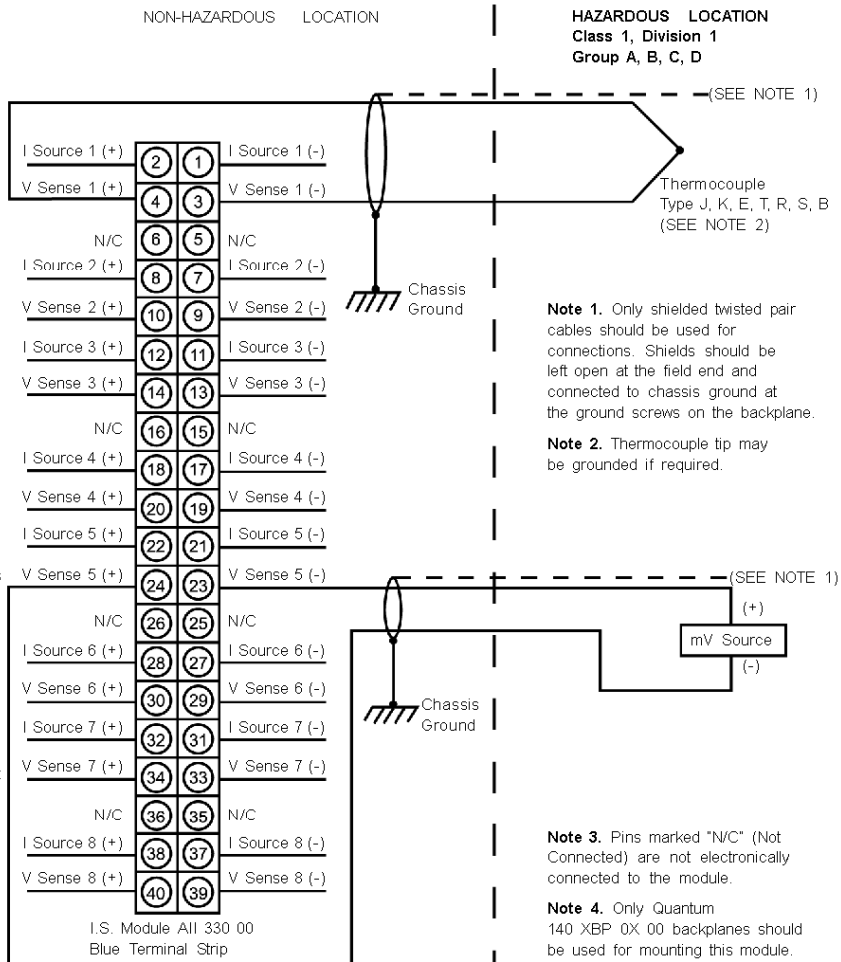 NON-HAZARDOUS LOCATION
HAZARDOUS LOCATION
Class 1, Division 1
Group A, B, C, D
(SEE NOTE 1)
I Source 1 (+) 2 1 I Source 1 (-)
V Sense 1 (+) 4 3 V Sense 1 (-)
Thermocouple
Type J, K, E, T, R, S, B
(SEE NOTE 2)
N/C 6 5 N/C
I Source 2 (+) 8 7 I Source 2 (-)
Chassis
Ground
V Sense 2 (+) 10 9 V Sense 2 (-)
I Source 3 (+) 12 11 I Source 3 (-)
V Sense 3 (+) 14 13 V Sense 3 (-)
N/C 16 15 N/C
I Source 4 (+) 18 17 I Source 4 (-)
V Sense 4 (+) 20 19 V Sense 4 (-)
I Source 5 (+) 22 21 I Source 5 (-)
V Sense 5 (+) 24 23 V Sense 5 (-)
N/C 26 25 N/C
I Source 6 (+) 28 27 I Source 6 (-)
V Sense 6 (+) 30 29 V Sense 6 (-)
I Source 7 (+) 32 31 I Source 7 (-)
V Sense 7 (+) 34 33 V Sense 7 (-)
N/C 36 35 N/C
I Source 8 (+) 38 37 I Source 8 (-)
V Sense 8 (+) 40 39 V Sense 8 (-)
I.S. Module AII 330 00
Blue Terminal Strip
Note 1. Only shielded twisted pair
cables should be used for
connections. Shields should be
left open at the field end and
connected to chassis ground at
the ground screws on the backplane.
Note 2. Thermocouple tip may
be grounded if required.
(SEE NOTE 1)
(+)
mV Source
(-)
Chassis
Ground
Note 3. Pins marked "N/C" (Not
Connected) are not electronically
connected to the module.
Note 4. Only Quantum
140 XBP 0X 00 backplanes should
be used for mounting this module.